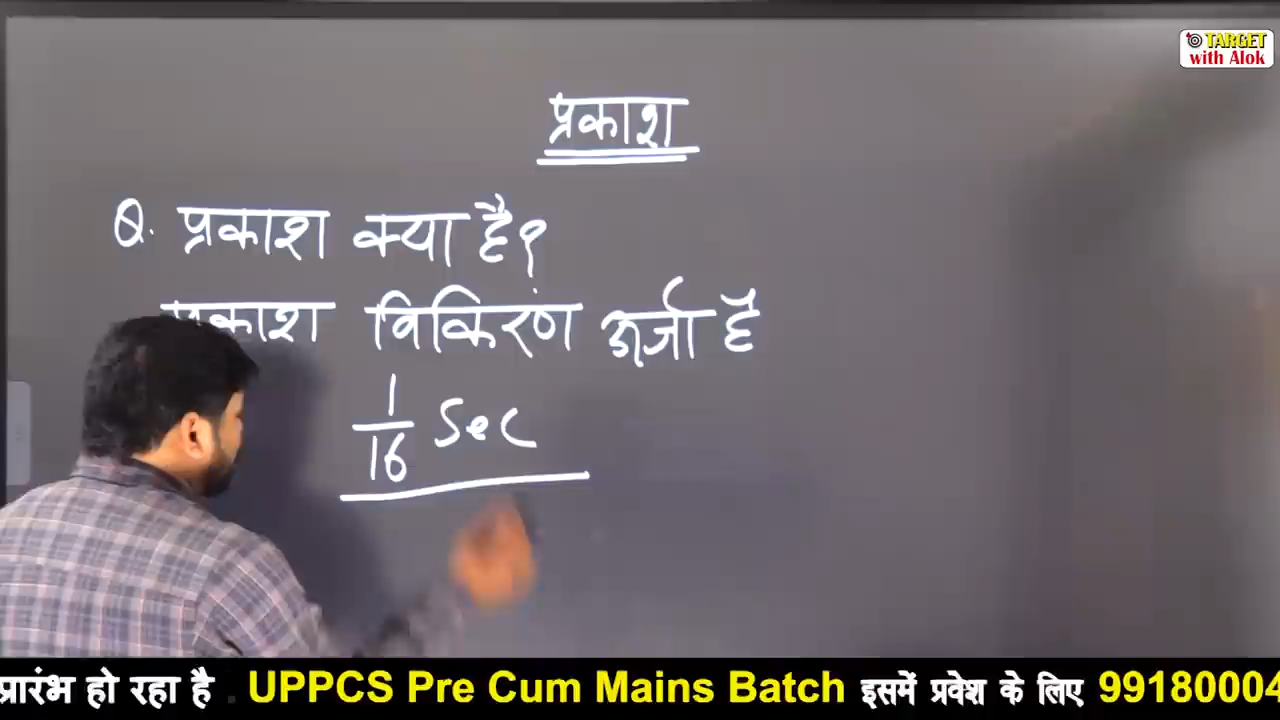 TARGET
with Alok
प्रकाश
Q. प्रकाश क्या है?
प्रकाश विकिरण ऊर्जा है
1/16 Sec
प्रारंभ हो रहा है . UPPCS Pre Cum Mains Batch इसमें प्रवेश के लिए 99180004